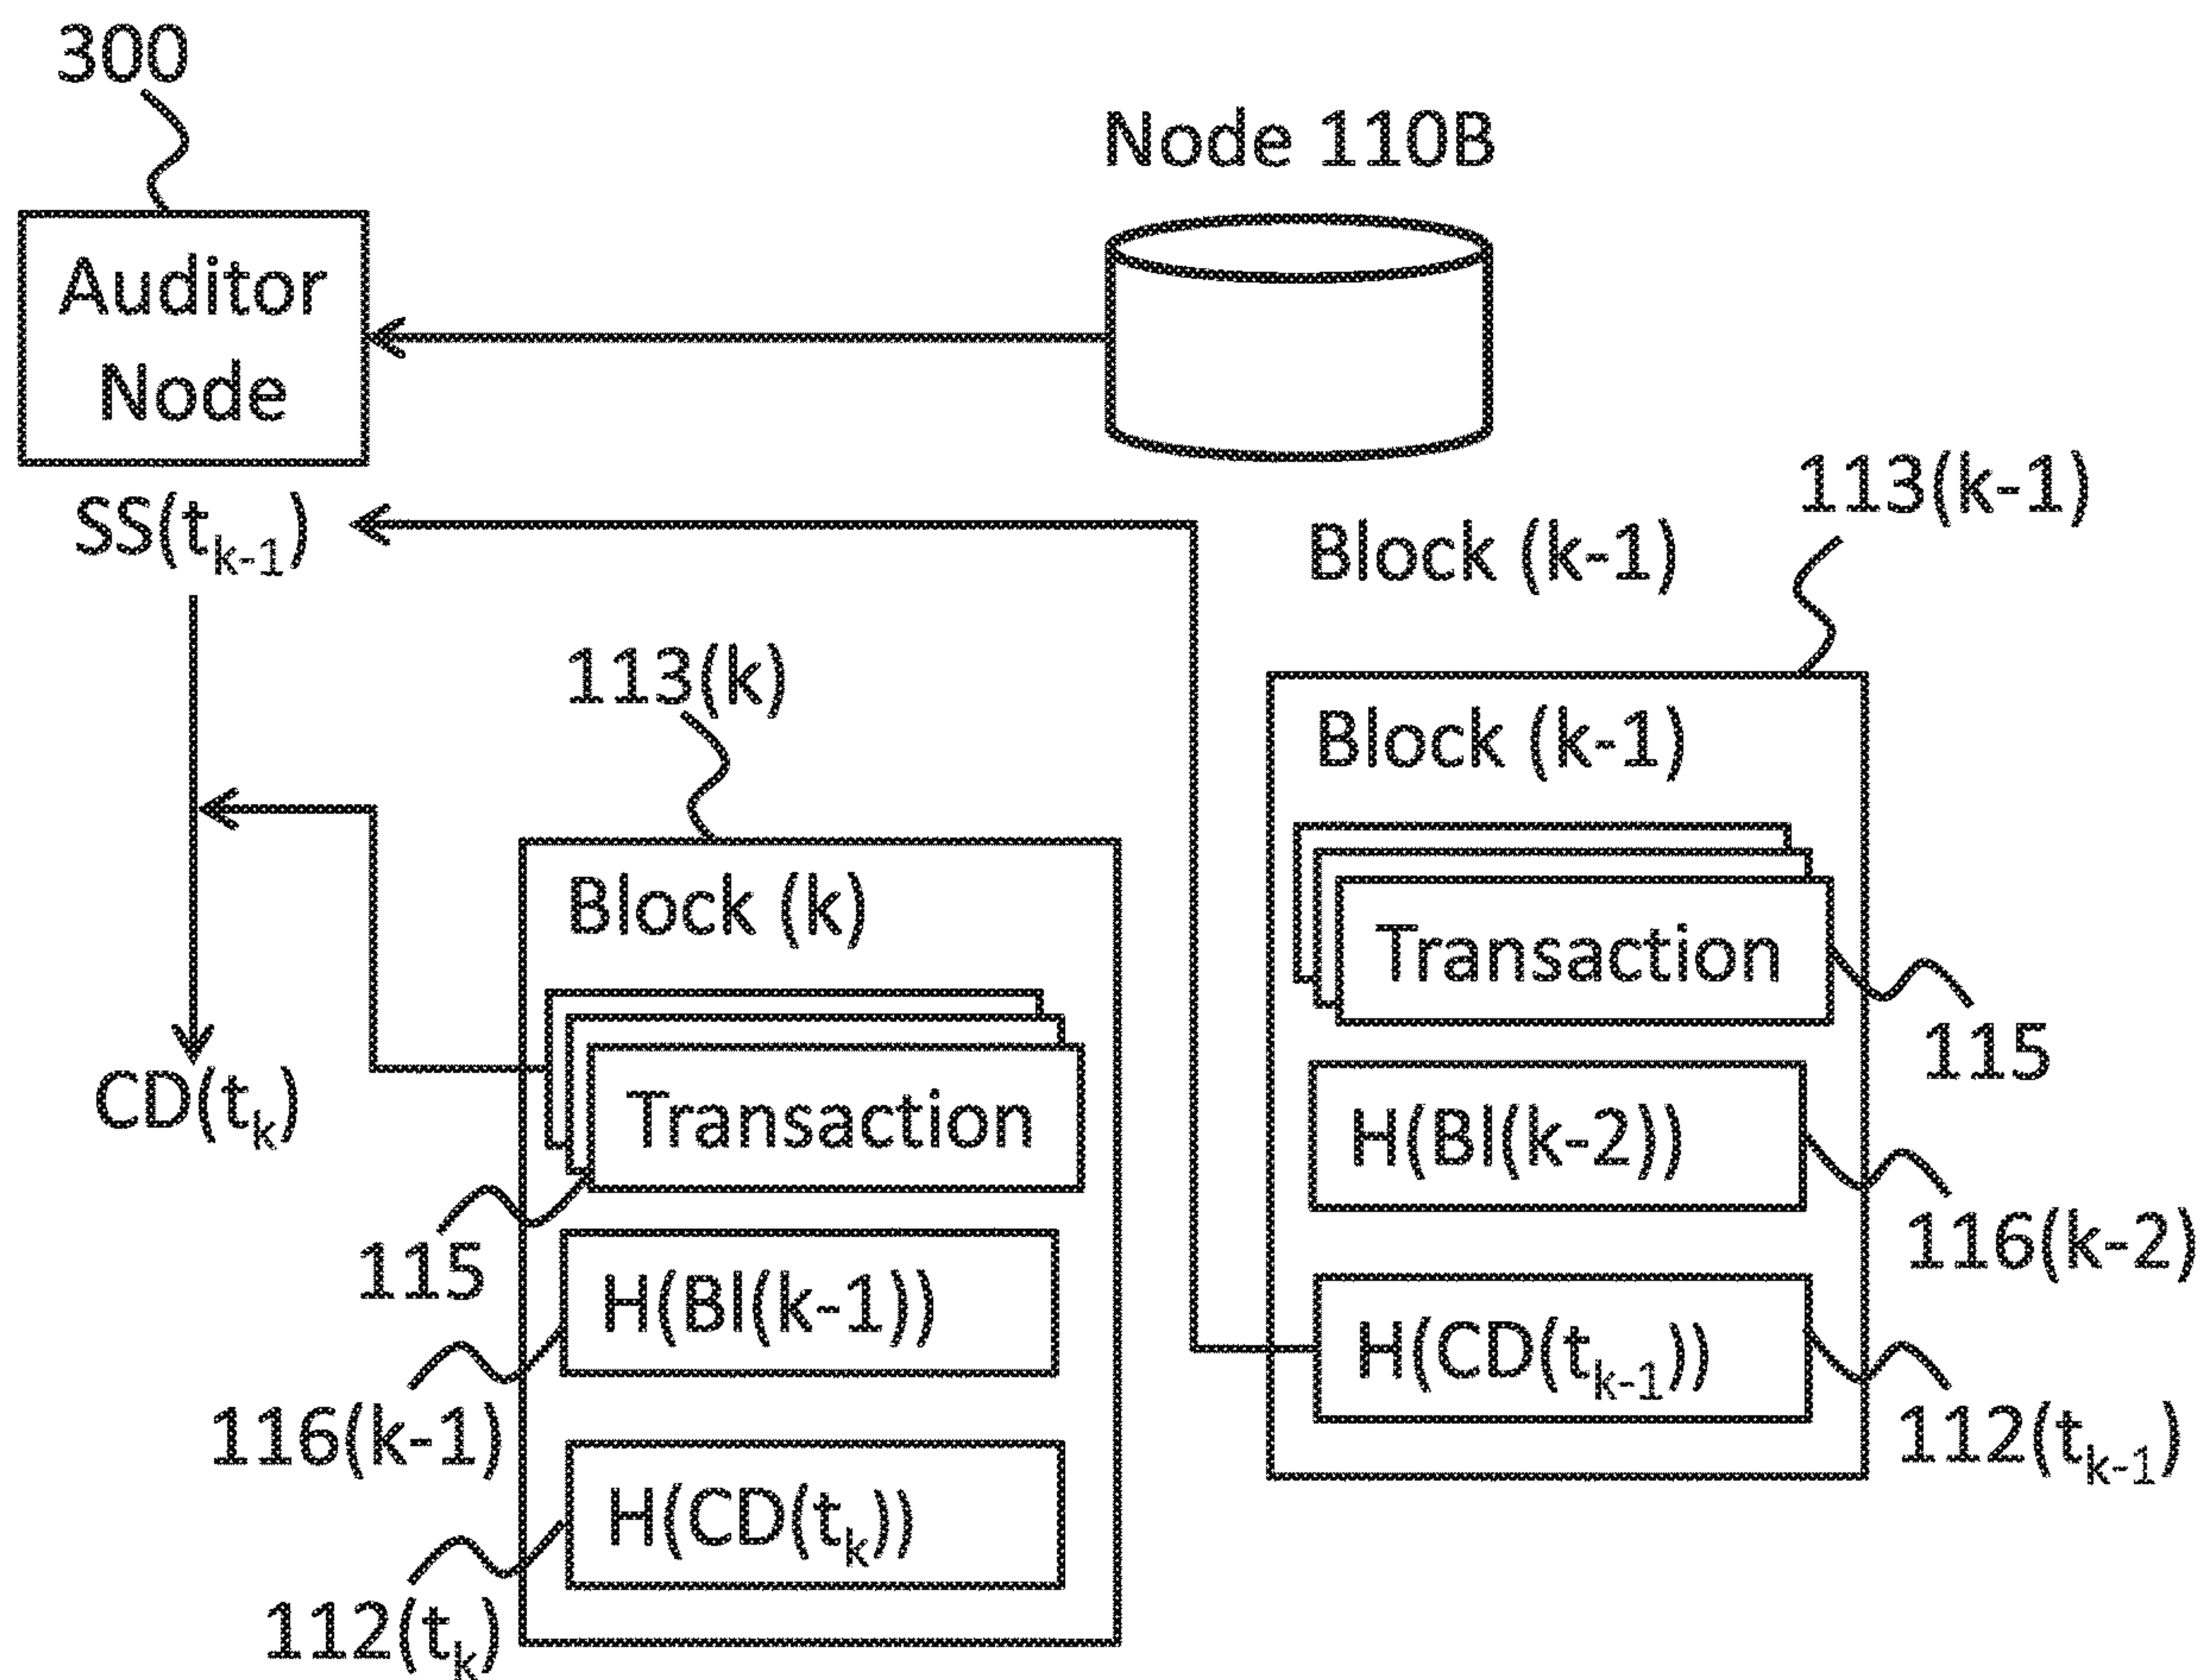 300
Node 110B
Auditor
Node
SS(tₖ₋₁)
113(k-1)
Block (k-1)
113(k)
Block (k-1)
Block (k)
Transaction
115
CD(tₖ)
Transaction
H(Bl(k-2))
115
116(k-2)
H(Bl(k-1))
H(CD(tₖ₋₁))
116(k-1)
112(tₖ₋₁)
H(CD(tₖ))
112(tₖ)